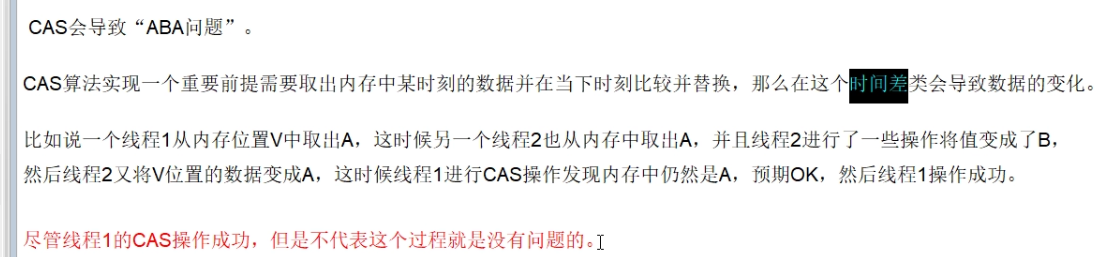 CAS会导致“ABA问题”。
CAS算法实现一个重要前提需要取出内存中某时刻的数据并在当下时刻比较并替换，那么在这个时间差类会导致数据的变化。
比如说一个线程1从内存位置V中取出A，这时候另一个线程2也从内存中取出A，并且线程2进行了一些操作将值变成了B，
然后线程2又将V位置的数据变成A，这时候线程1进行CAS操作发现内存中仍然是A，预期OK，然后线程1操作成功。
尽管线程1的CAS操作成功，但是不代表这个过程就是没有问题的。